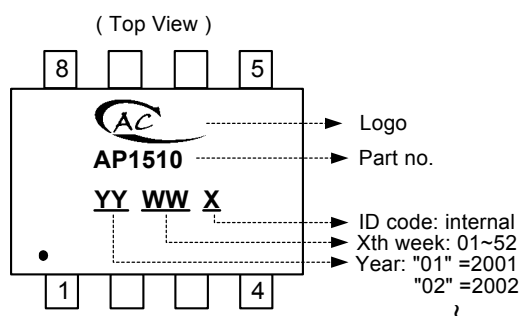 ( Top View )
8 5
AC
Logo
AP1510
Part no.
YY WW X
ID code: internal
Xth week: 01~52
Year: "01" =2001
"02" =2002
~
1 4